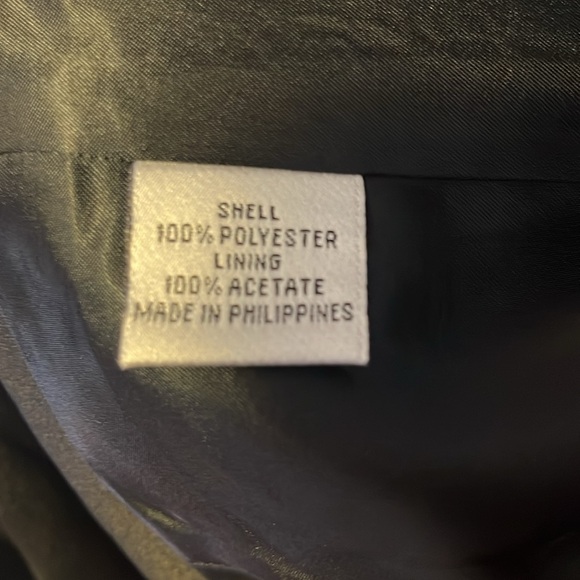 SHELL
100% POLYESTER
LINING
100% ACETATE
MADE IN PHILIPPINES